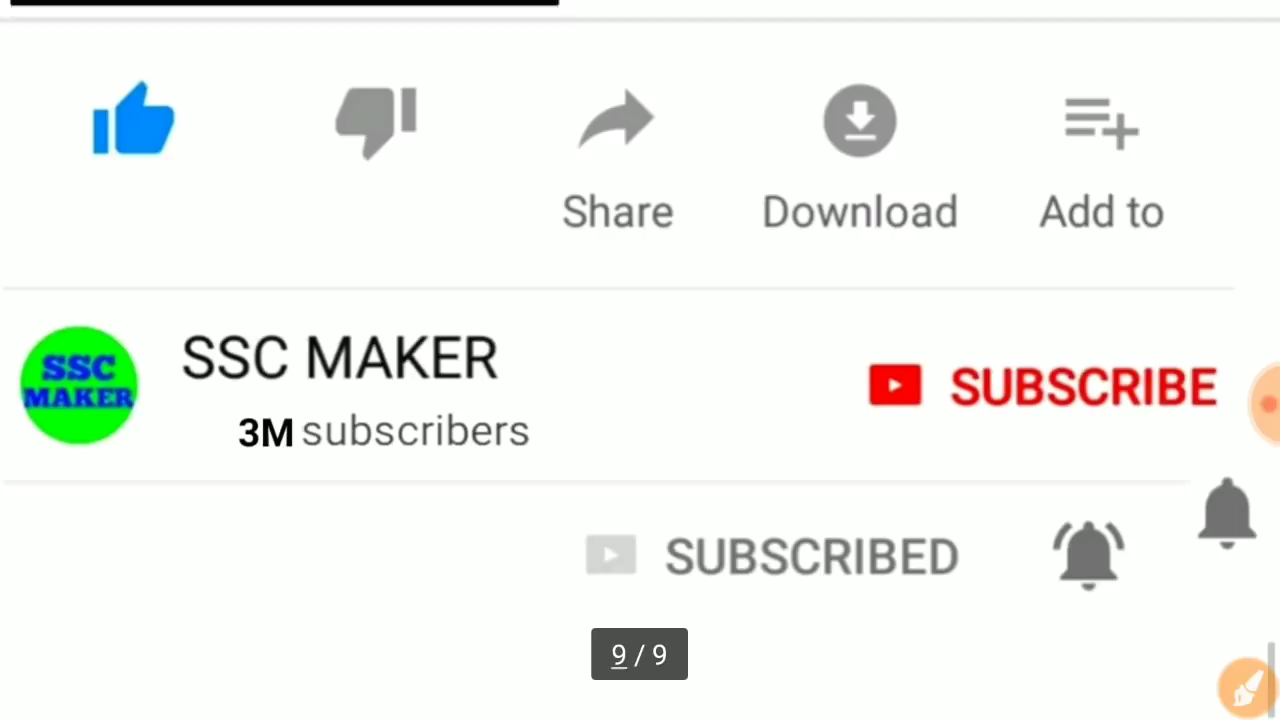 Share Download Add to
SSC
MAKER
SSC MAKER
3M subscribers
SUBSCRIBE
SUBSCRIBED
9 / 9